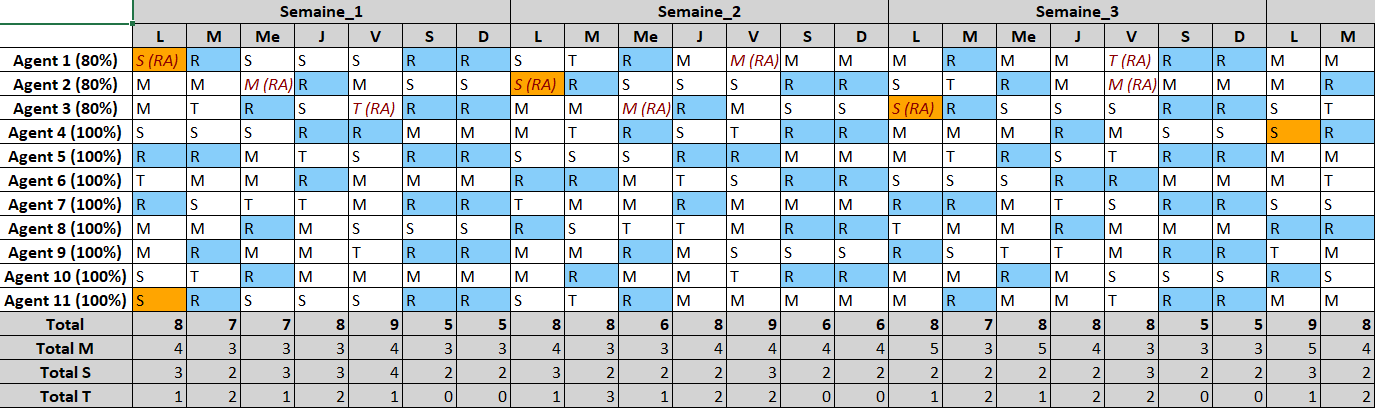 Semaine_1 Semaine_2 Semaine_3
L M Me J V S D L M Me J V S D L M Me J V S D L M
Agent 1 (80%) S (RA) R S S S R R S T R M M (RA) M M M R M M T (RA) R R M M
Agent 2 (80%) M M M (RA) R M S S S (RA) R S S S R R S T R M M (RA) M M M R
Agent 3 (80%) M T R S T (RA) R R M M M (RA) R M S S S (RA) R S S S R R S T
Agent 4 (100%) S S S R R M M M T R S T R R M M M R M S S S R
Agent 5 (100%) R R M T S R R S S S R R M M M T R S T R R M M
Agent 6 (100%) T M M R M M M R R M T S R R S S S R R M M M T
Agent 7 (100%) R S T T M R R T M M R M M M R R M T S R R S S
Agent 8 (100%) M M R M S S S R S T T M R R T M M R M M M R R
Agent 9 (100%) M R M M T R R M M R M S S S R S T T M R R T M
Agent 10 (100%) S T R M M M M M R M M T R R M M R M S S S R S
Agent 11 (100%) S R S S S R R S T R M M M M M R M M T R R M M
Total 8 7 7 8 9 5 5 8 8 6 8 9 6 6 8 7 8 8 8 5 5 9 8
Total M 4 3 3 3 4 3 3 4 3 3 4 4 4 4 5 3 5 4 3 3 3 5 4
Total S 3 2 3 3 4 2 2 3 2 2 2 3 2 2 2 2 2 2 3 2 2 3 2
Total T 1 2 1 2 1 0 0 1 3 1 2 2 0 0 1 2 1 2 2 0 0 1 2